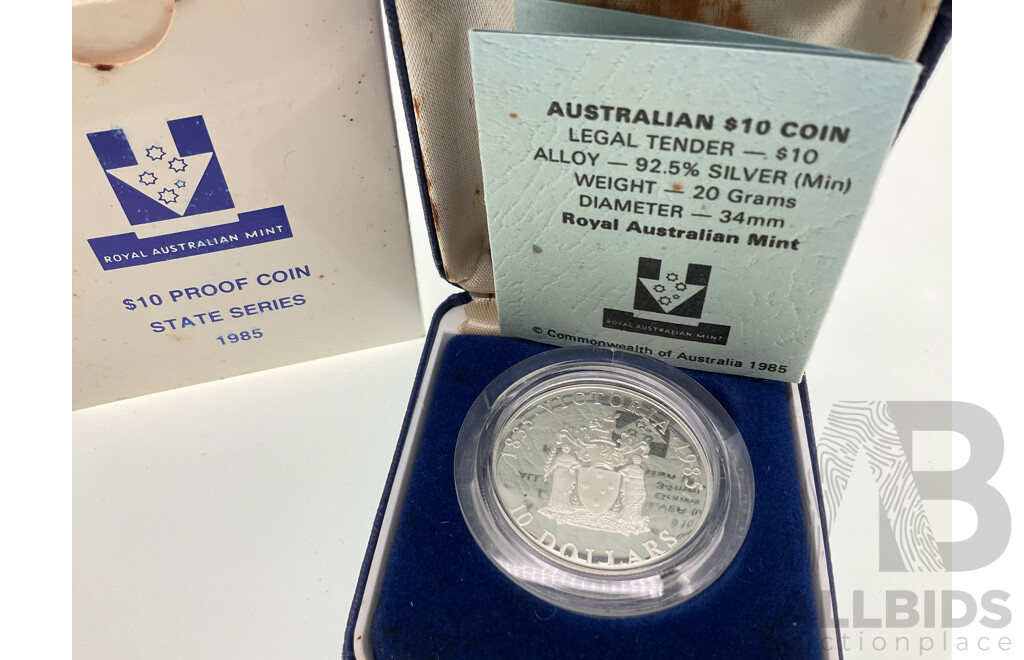 ROYAL AUSTRALIAN MINT
$10 PROOF COIN
STATE SERIES
1985
AUSTRALIAN $10 COIN
LEGAL TENDER — $10
ALLOY — 92.5% SILVER (Min)
WEIGHT — 20 Grams
DIAMETER — 34mm
Royal Australian Mint
ROYAL AUSTRALIAN MINT
© Commonwealth of Australia 1985
VICTORIA 1985
10 DOLLARS
AB
ALLBIDS
auctionplace